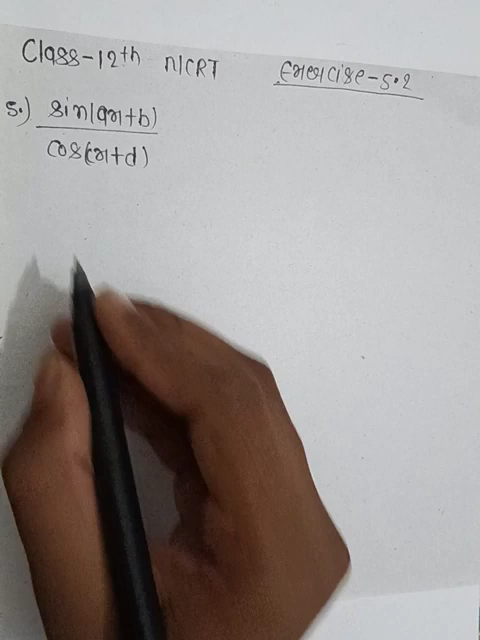 Class-12th NCRT Exercise-5.2
5.) sin(ax+b)
cos(cx+d)